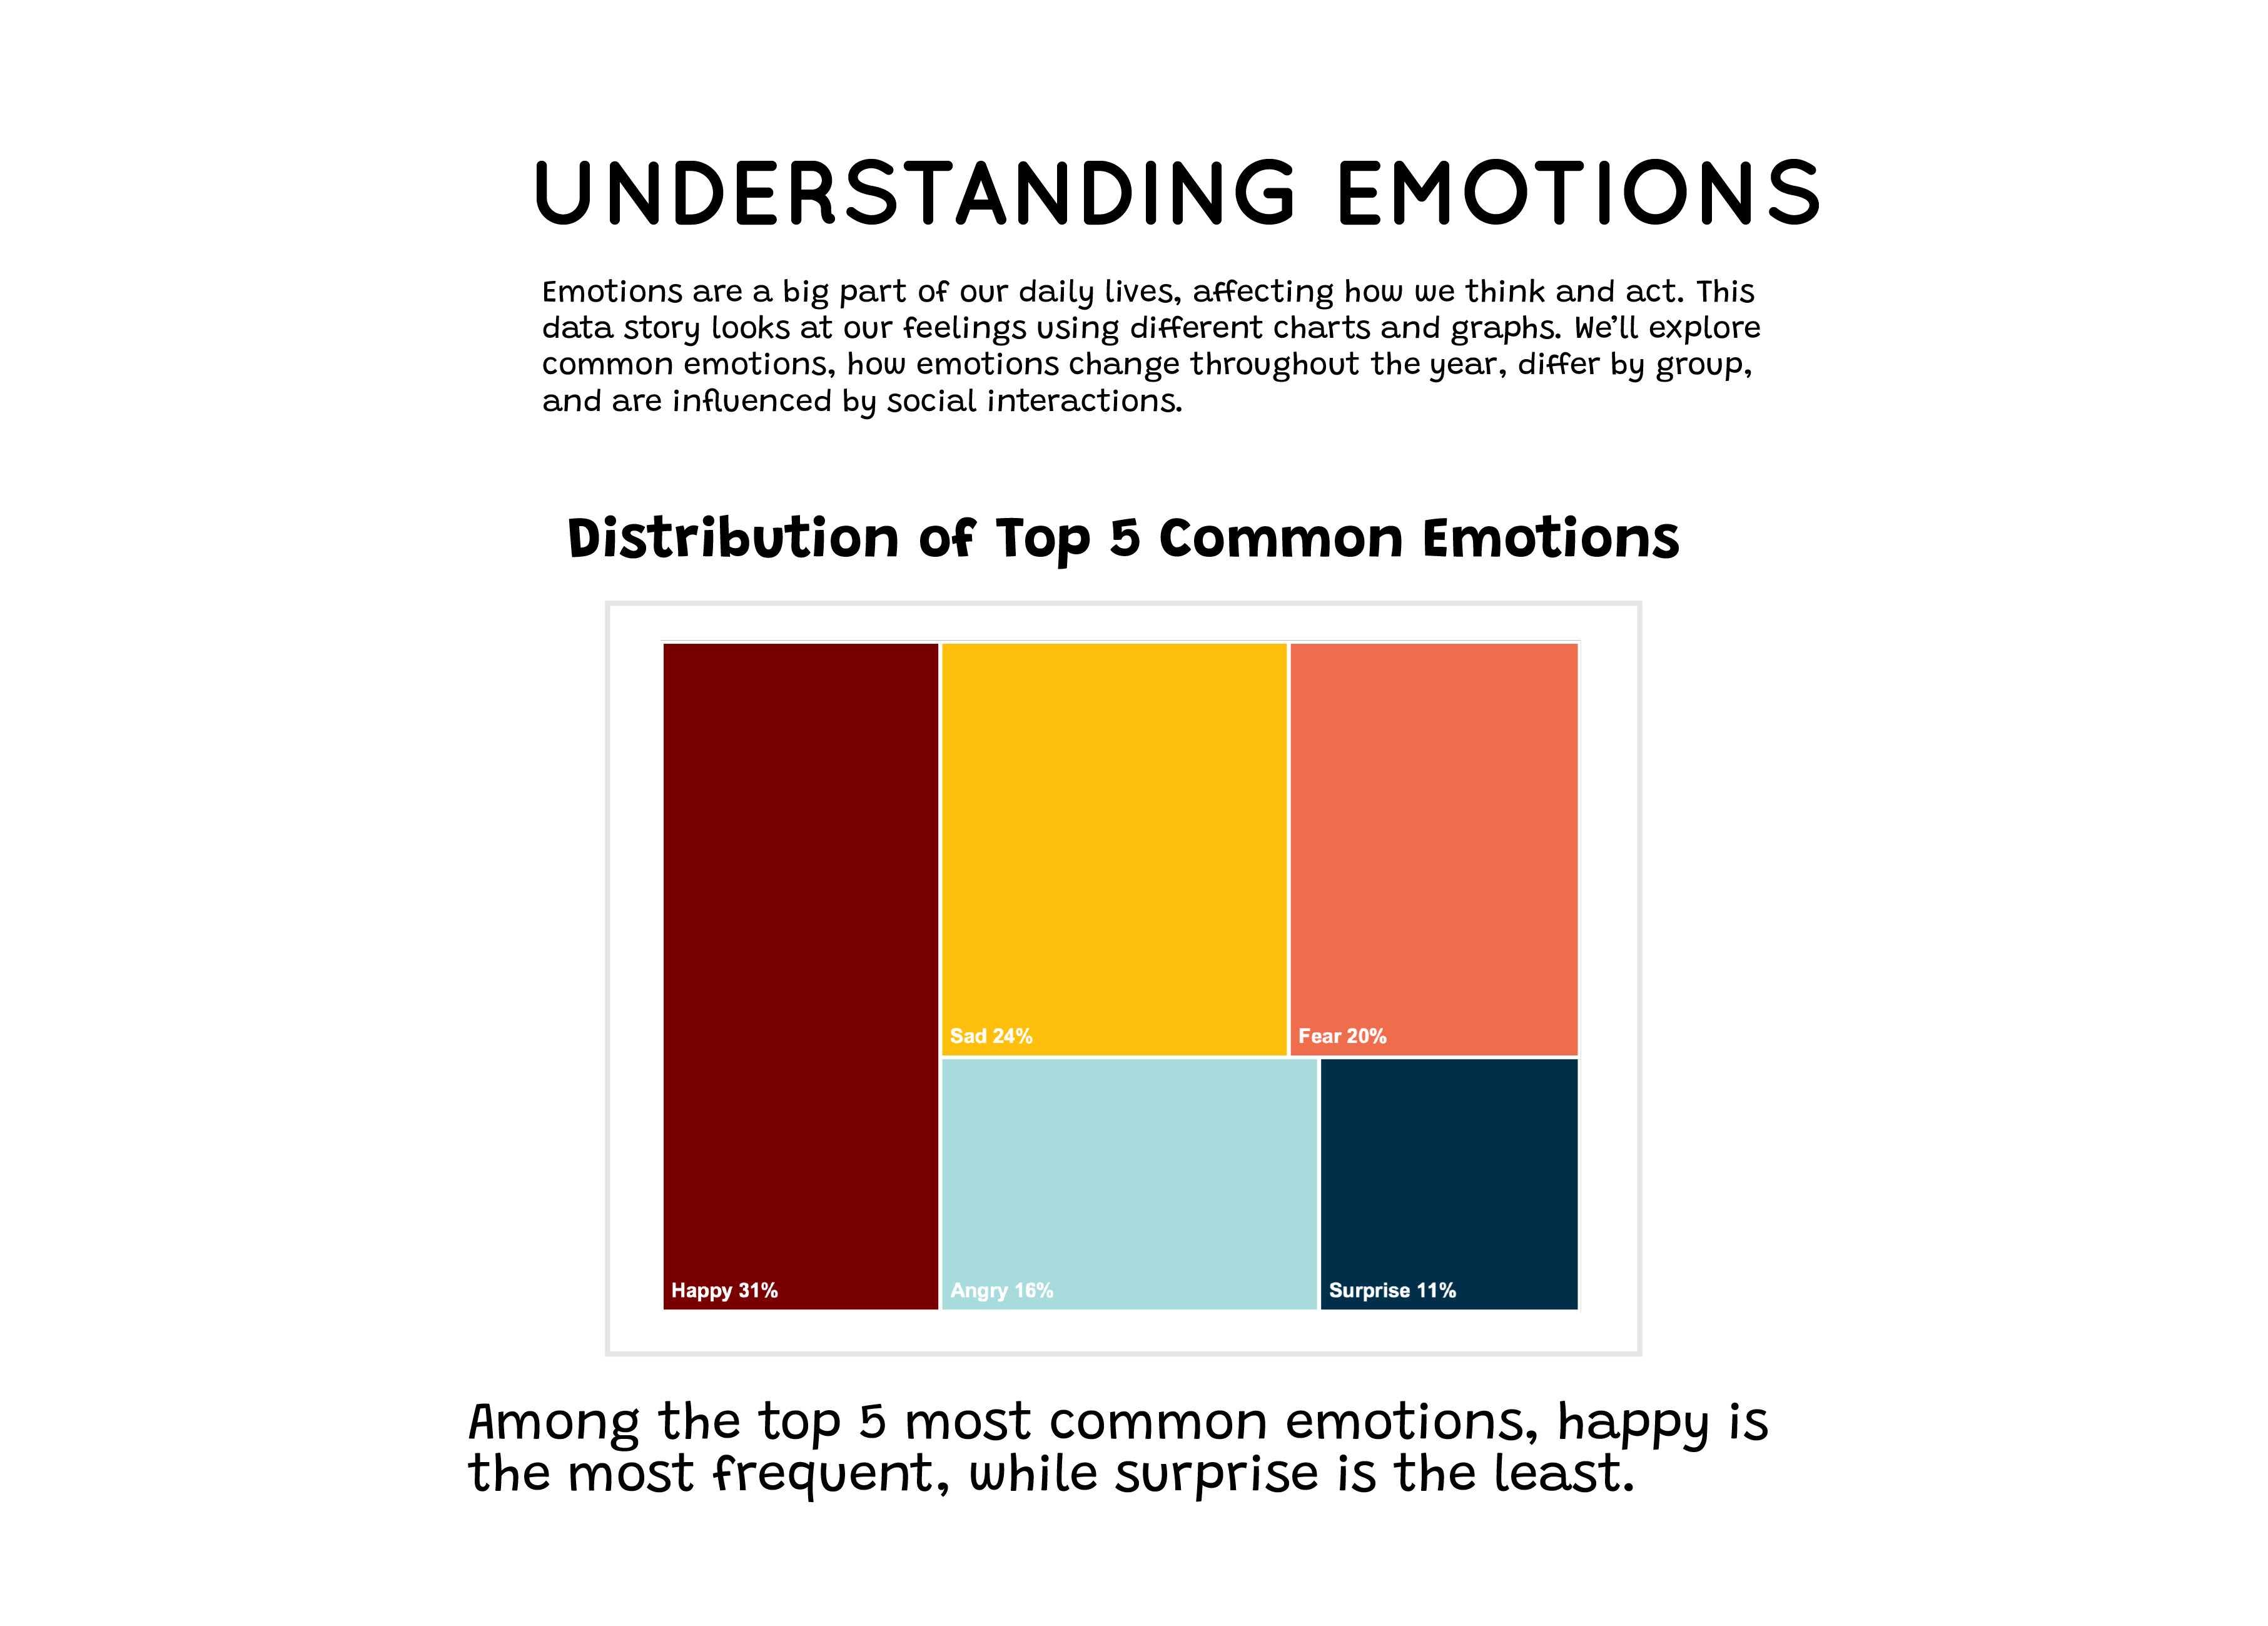 UNDERSTANDING EMOTIONS
Emotions are a big part of our daily lives, affecting how we think and act. This
data story looks at our feelings using different charts and graphs. We’ll explore
common emotions, how emotions change throughout the year, differ by group,
and are influenced by social interactions.
Distribution of Top 5 Common Emotions
Sad 24%
Fear 20%
Happy 31%
Angry 16%
Surprise 11%
Among the top 5 most common emotions, happy is
the most frequent, while surprise is the least.